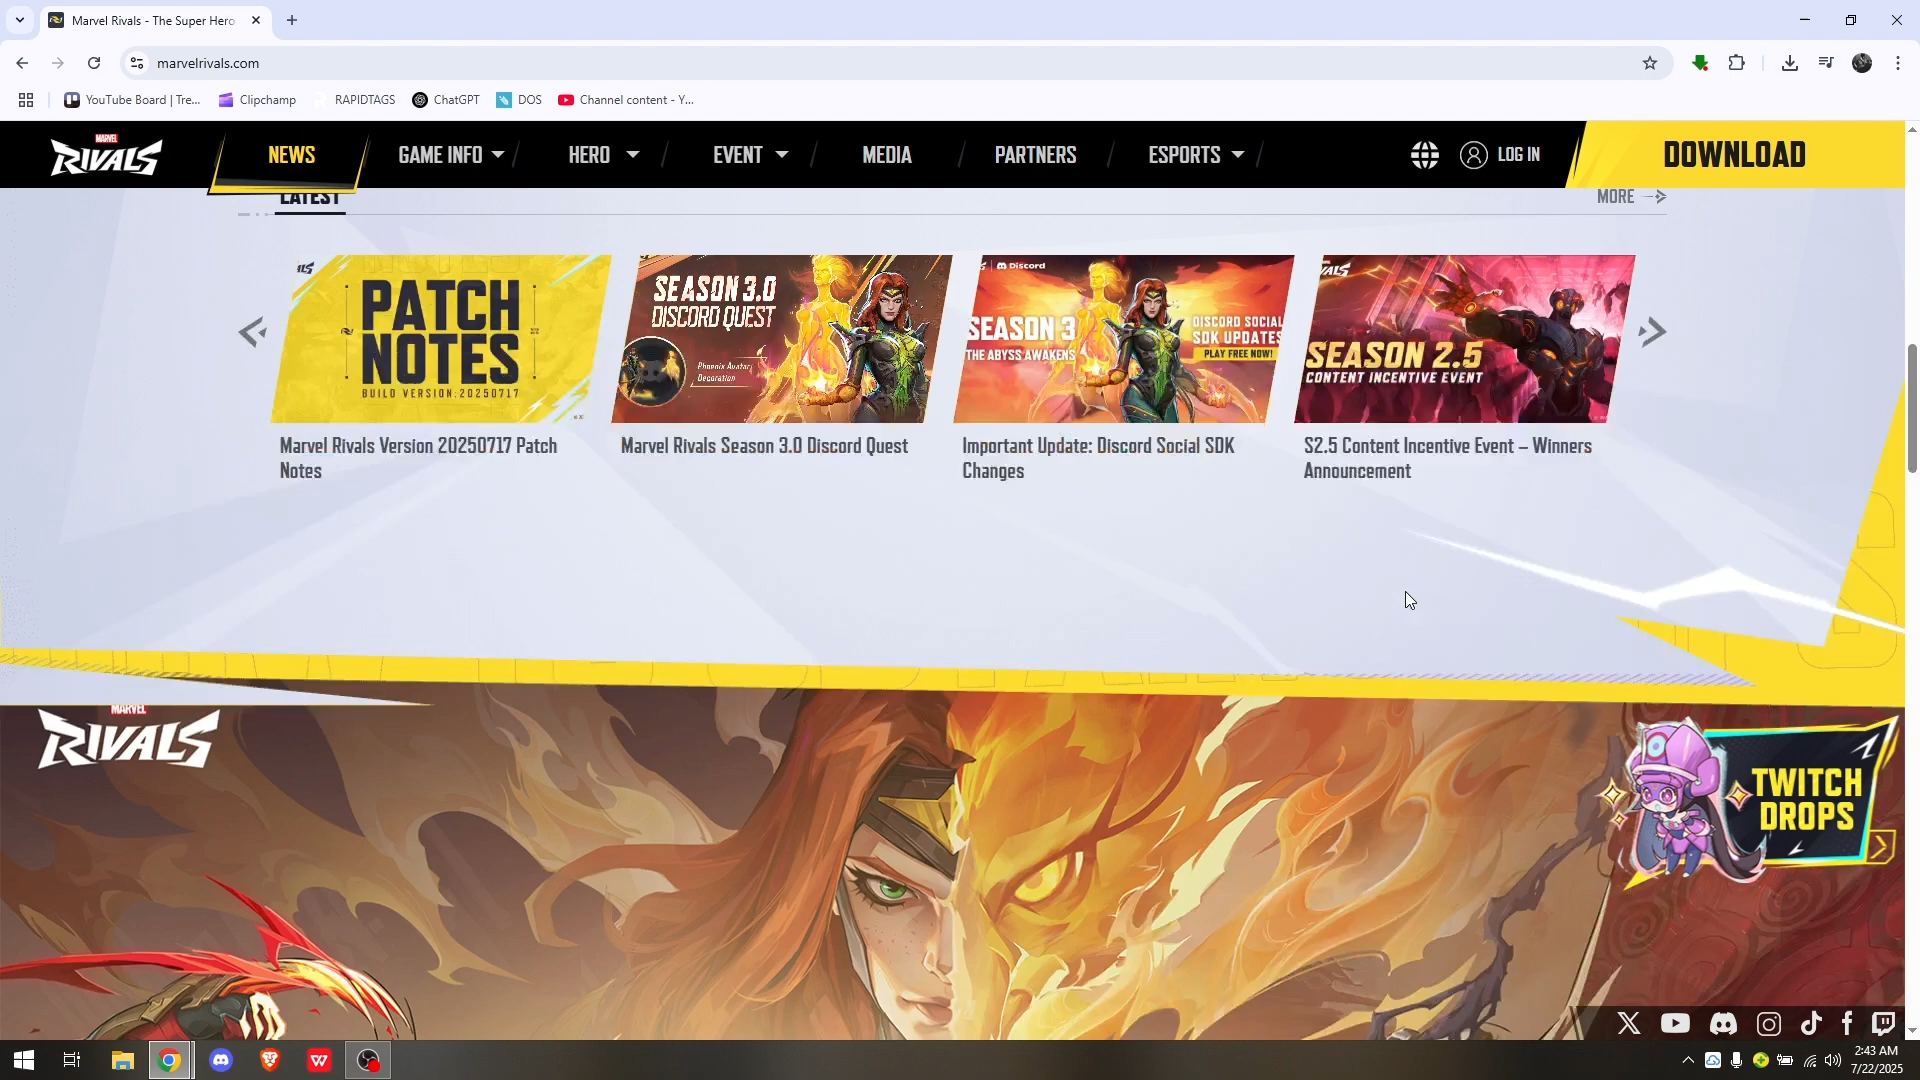 Marvel Rivals - The Super Hero
marvelrivals.com
YouTube Board | Tre...
Clipchamp
RAPIDTAGS
ChatGPT
DOS
Channel content - Y...
MARVEL
RIVALS
NEWS
GAME INFO
HERO
EVENT
MEDIA
PARTNERS
ESPORTS
LOG IN
DOWNLOAD
LATEST
MORE
PATCH
NOTES
BUILD VERSION:20250717
SEASON 3.0
DISCORD QUEST
Phoenix Avatar
Decoration
Discord
SEASON 3
THE ABYSS AWAKENS
DISCORD SOCIAL
SDK UPDATES
PLAY FREE NOW!
SEASON 2.5
CONTENT INCENTIVE EVENT
Marvel Rivals Version 20250717 Patch
Notes
Marvel Rivals Season 3.0 Discord Quest
Important Update: Discord Social SDK
Changes
S2.5 Content Incentive Event – Winners
Announcement
MARVEL
RIVALS
TWITCH
DROPS
2:43 AM
7/22/2025